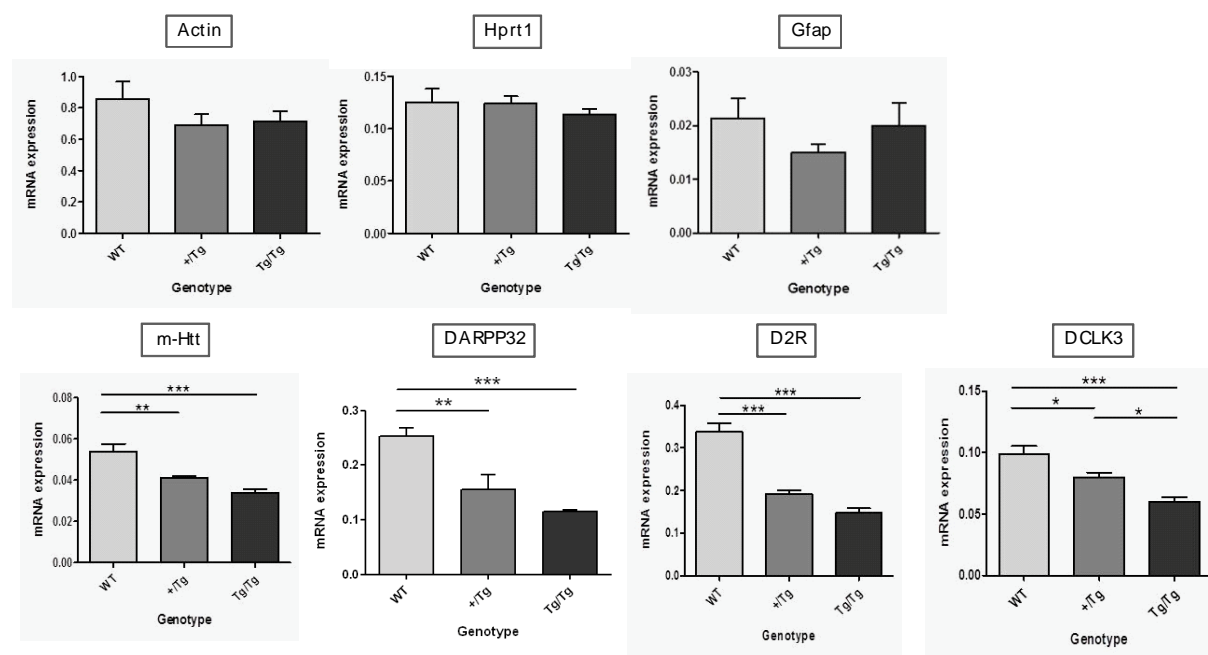 Actin
Hprt1
Gfap
mRNA expression
1.0
0.8
0.6
0.4
0.2
0.0
WT
+/Tg
Tg/Tg
Genotype
mRNA expression
0.15
0.10
0.05
0.00
WT
+/Tg
Tg/Tg
Genotype
mRNA expression
0.03
0.02
0.01
0.00
WT
+/Tg
Tg/Tg
Genotype
m-Htt
DARPP32
D2R
DCLK3
mRNA expression
0.08
0.06
0.04
0.02
0.00
***
**
WT
+/Tg
Tg/Tg
Genotype
mRNA expression
0.3
0.2
0.1
0.0
***
**
WT
+/Tg
Tg/Tg
Genotype
mRNA expression
0.4
0.3
0.2
0.1
0.0
***
***
WT
+/Tg
Tg/Tg
Genotype
mRNA expression
0.15
0.10
0.05
0.00
***
*
*
WT
+/Tg
Tg/Tg
Genotype